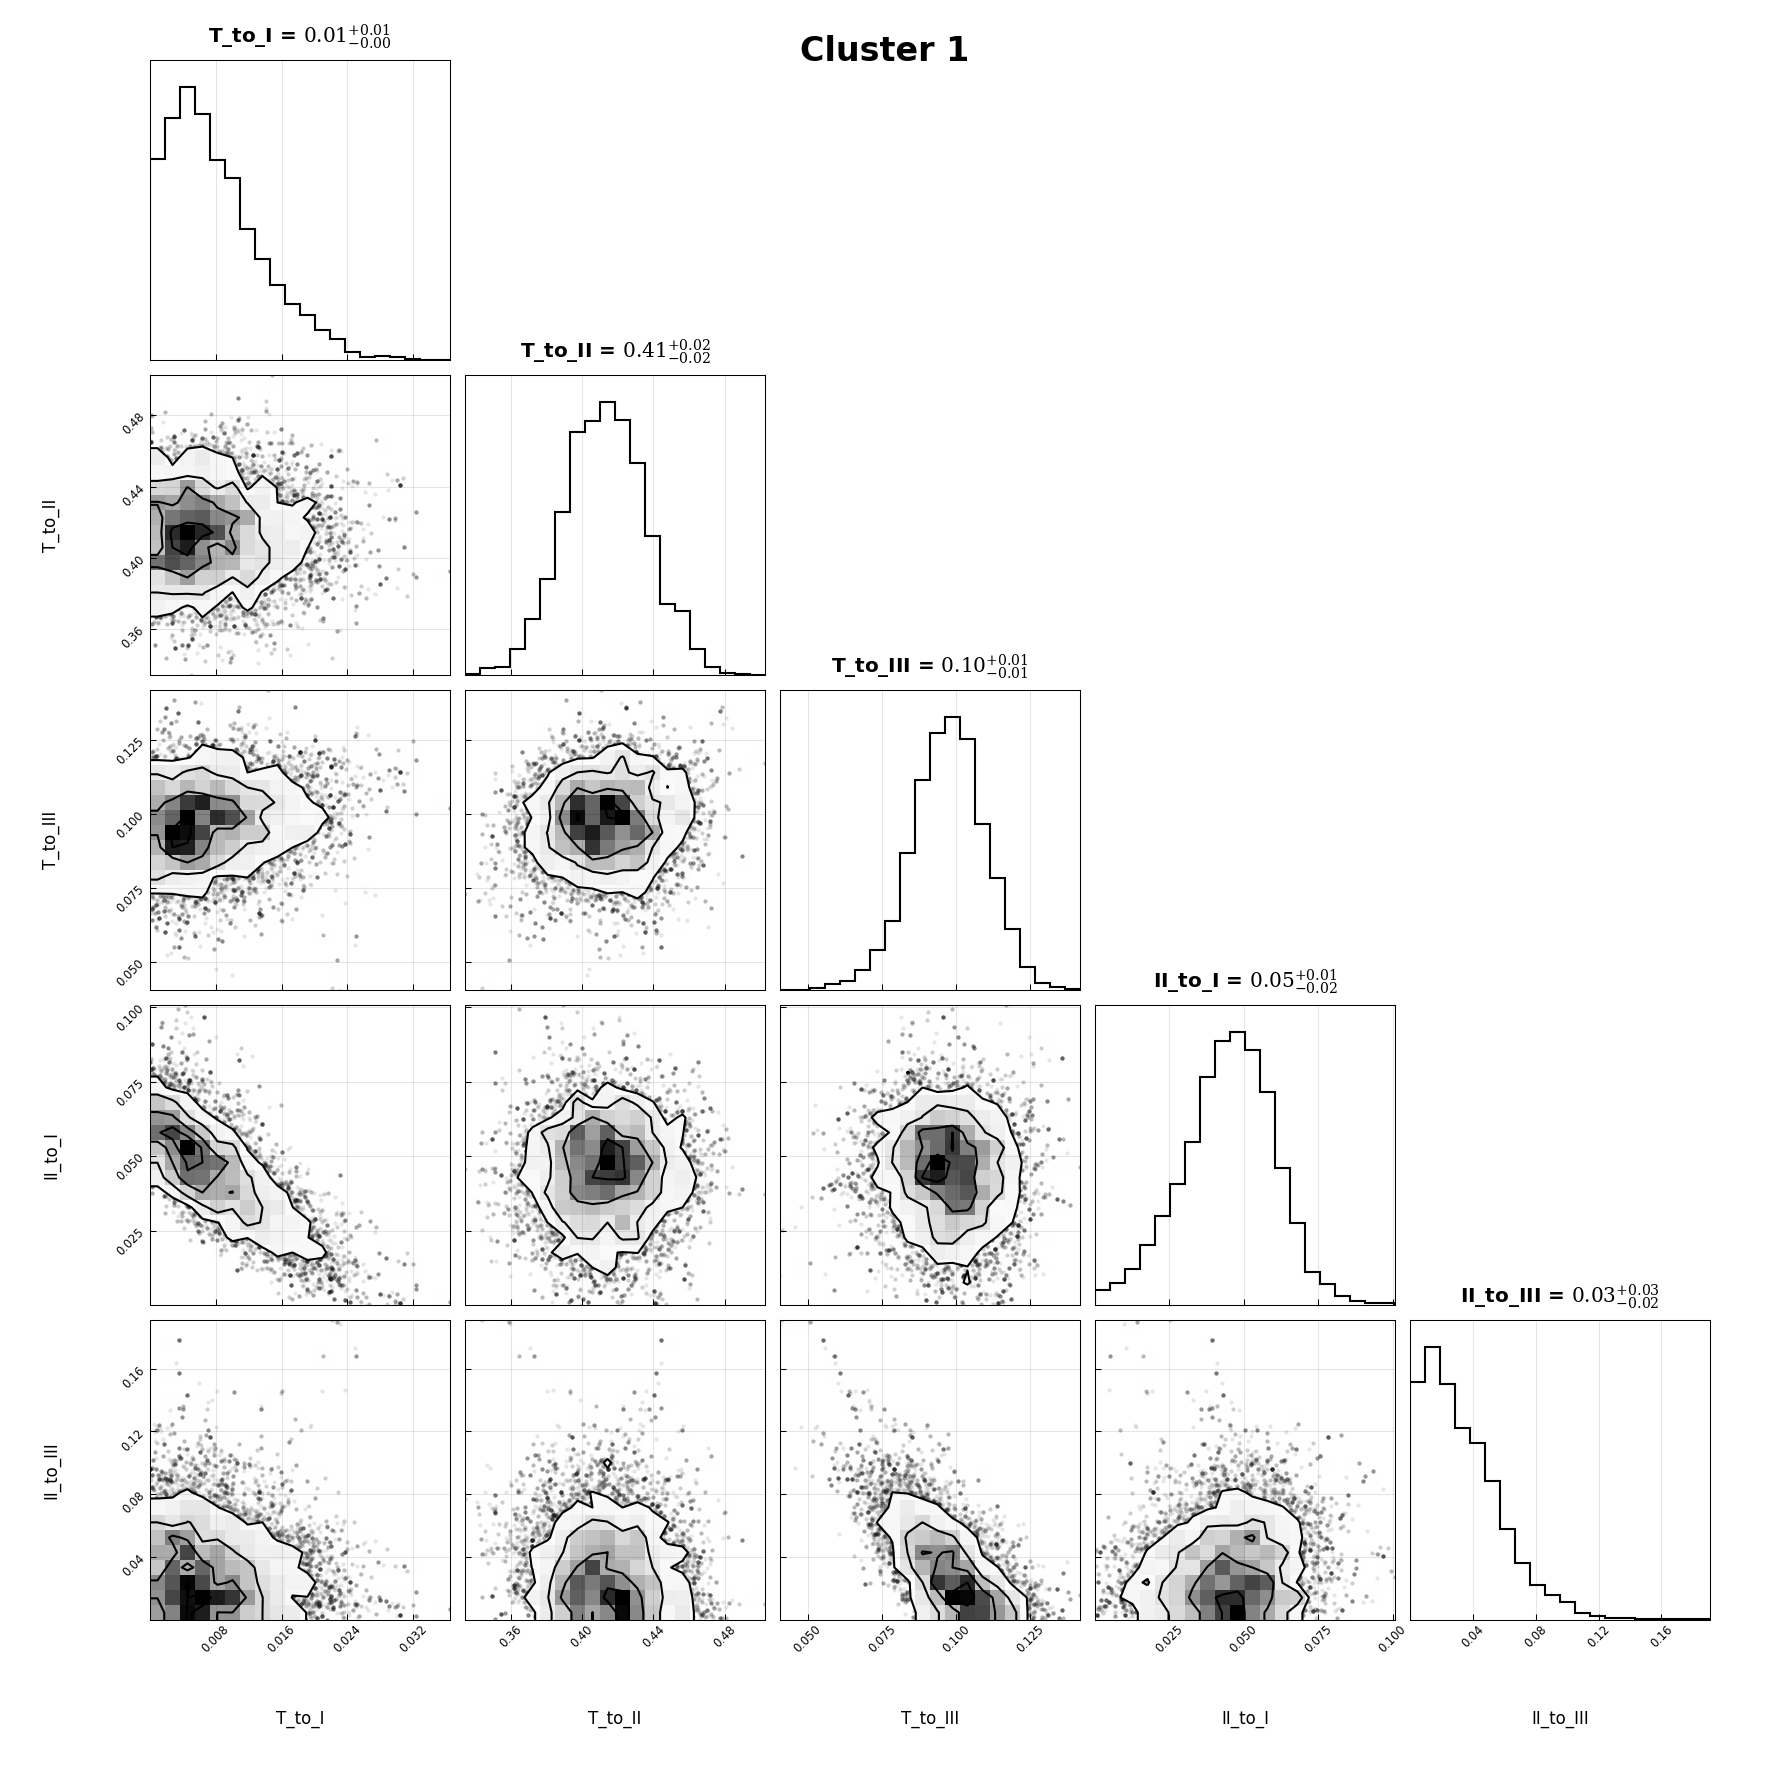 Cluster 1
T_to_I = 0.01+0.01−0.00
T_to_II = 0.41+0.02−0.02
0.48
0.44
0.40
0.36
T_to_II
T_to_III = 0.10+0.01−0.01
0.125
0.100
0.075
0.050
T_to_III
II_to_I = 0.05+0.01−0.02
0.100
0.075
0.050
0.025
II_to_I
II_to_III = 0.03+0.03−0.02
0.16
0.12
0.08
0.04
II_to_III
0.008 0.016 0.024 0.032 0.36 0.40 0.44 0.48 0.050 0.075 0.100 0.125 0.025 0.050 0.075 0.100 0.04 0.08 0.12 0.16
T_to_I T_to_II T_to_III II_to_I II_to_III